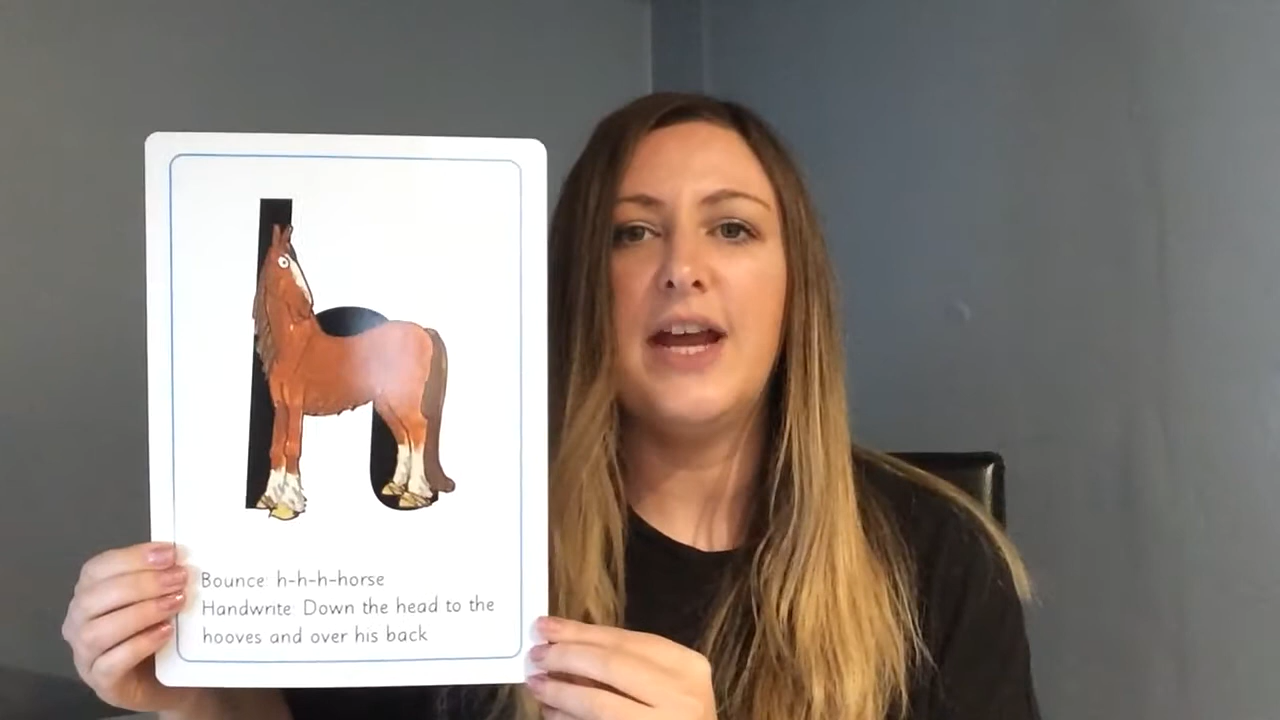 h
Bounce: h-h-h-horse
Handwrite: Down the head to the
hooves and over his back